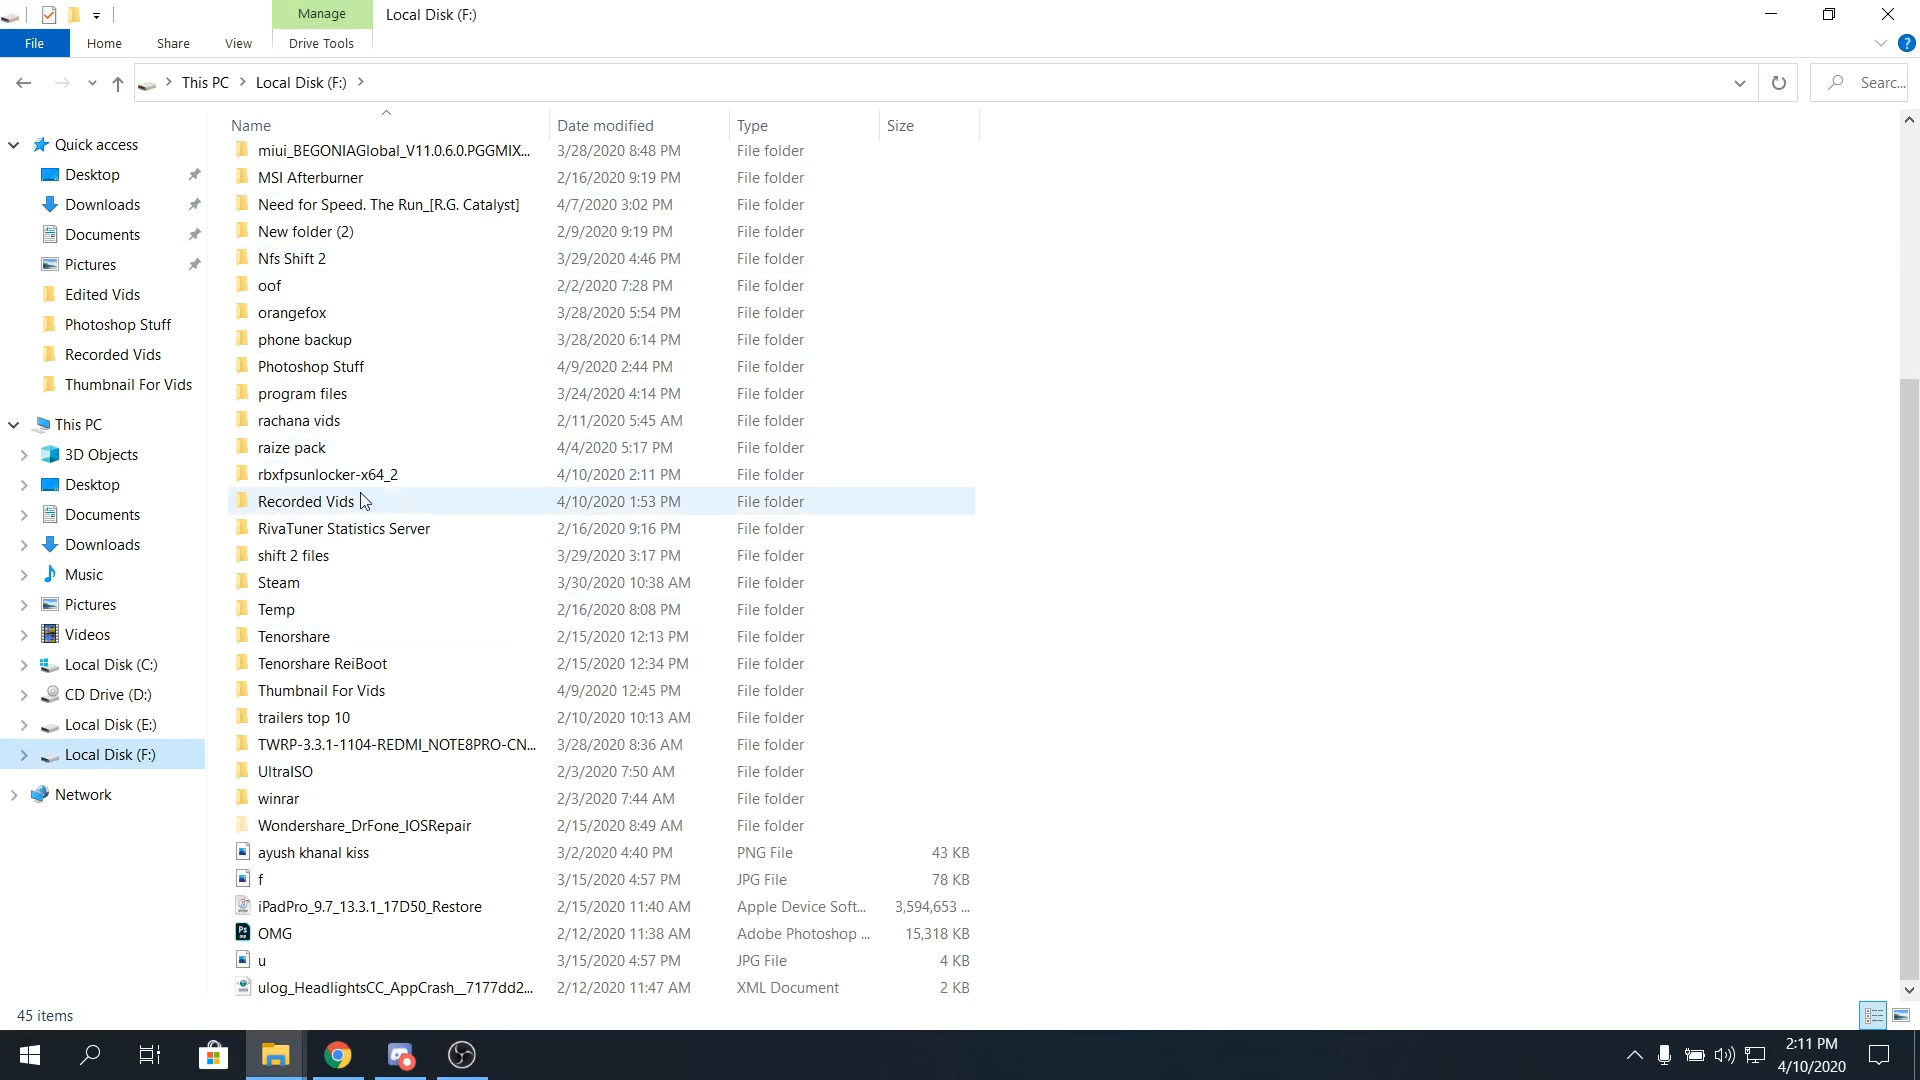 Manage
Local Disk (F:)
File
Home
Share
View
Drive Tools
This PC
Local Disk (F:)
Searc...
Name
Date modified
Type
Size
Quick access
Desktop
Downloads
Documents
Pictures
Edited Vids
Photoshop Stuff
Recorded Vids
Thumbnail For Vids
This PC
3D Objects
Desktop
Documents
Downloads
Music
Pictures
Videos
Local Disk (C:)
CD Drive (D:)
Local Disk (E:)
Local Disk (F:)
Network
miui_BEGONIAGlobal_V11.0.6.0.PGGMIX... 3/28/2020 8:48 PM File folder
MSI Afterburner 2/16/2020 9:19 PM File folder
Need for Speed. The Run_[R.G. Catalyst] 4/7/2020 3:02 PM File folder
New folder (2) 2/9/2020 9:19 PM File folder
Nfs Shift 2 3/29/2020 4:46 PM File folder
oof 2/2/2020 7:28 PM File folder
orangefox 3/28/2020 5:54 PM File folder
phone backup 3/28/2020 6:14 PM File folder
Photoshop Stuff 4/9/2020 2:44 PM File folder
program files 3/24/2020 4:14 PM File folder
rachana vids 2/11/2020 5:45 AM File folder
raize pack 4/4/2020 5:17 PM File folder
rbxfpsunlocker-x64_2 4/10/2020 2:11 PM File folder
Recorded Vids 4/10/2020 1:53 PM File folder
RivaTuner Statistics Server 2/16/2020 9:16 PM File folder
shift 2 files 3/29/2020 3:17 PM File folder
Steam 3/30/2020 10:38 AM File folder
Temp 2/16/2020 8:08 PM File folder
Tenorshare 2/15/2020 12:13 PM File folder
Tenorshare ReiBoot 2/15/2020 12:34 PM File folder
Thumbnail For Vids 4/9/2020 12:45 PM File folder
trailers top 10 2/10/2020 10:13 AM File folder
TWRP-3.3.1-1104-REDMI_NOTE8PRO-CN... 3/28/2020 8:36 AM File folder
UltraISO 2/3/2020 7:50 AM File folder
winrar 2/3/2020 7:44 AM File folder
Wondershare_DrFone_IOSRepair 2/15/2020 8:49 AM File folder
ayush khanal kiss 3/2/2020 4:40 PM PNG File 43 KB
f 3/15/2020 4:57 PM JPG File 78 KB
iPadPro_9.7_13.3.1_17D50_Restore 2/15/2020 11:40 AM Apple Device Soft... 3,594,653 ...
OMG 2/12/2020 11:38 AM Adobe Photoshop ... 15,318 KB
u 3/15/2020 4:57 PM JPG File 4 KB
ulog_HeadlightsCC_AppCrash__7177dd2... 2/12/2020 11:47 AM XML Document 2 KB
45 items
2:11 PM
4/10/2020